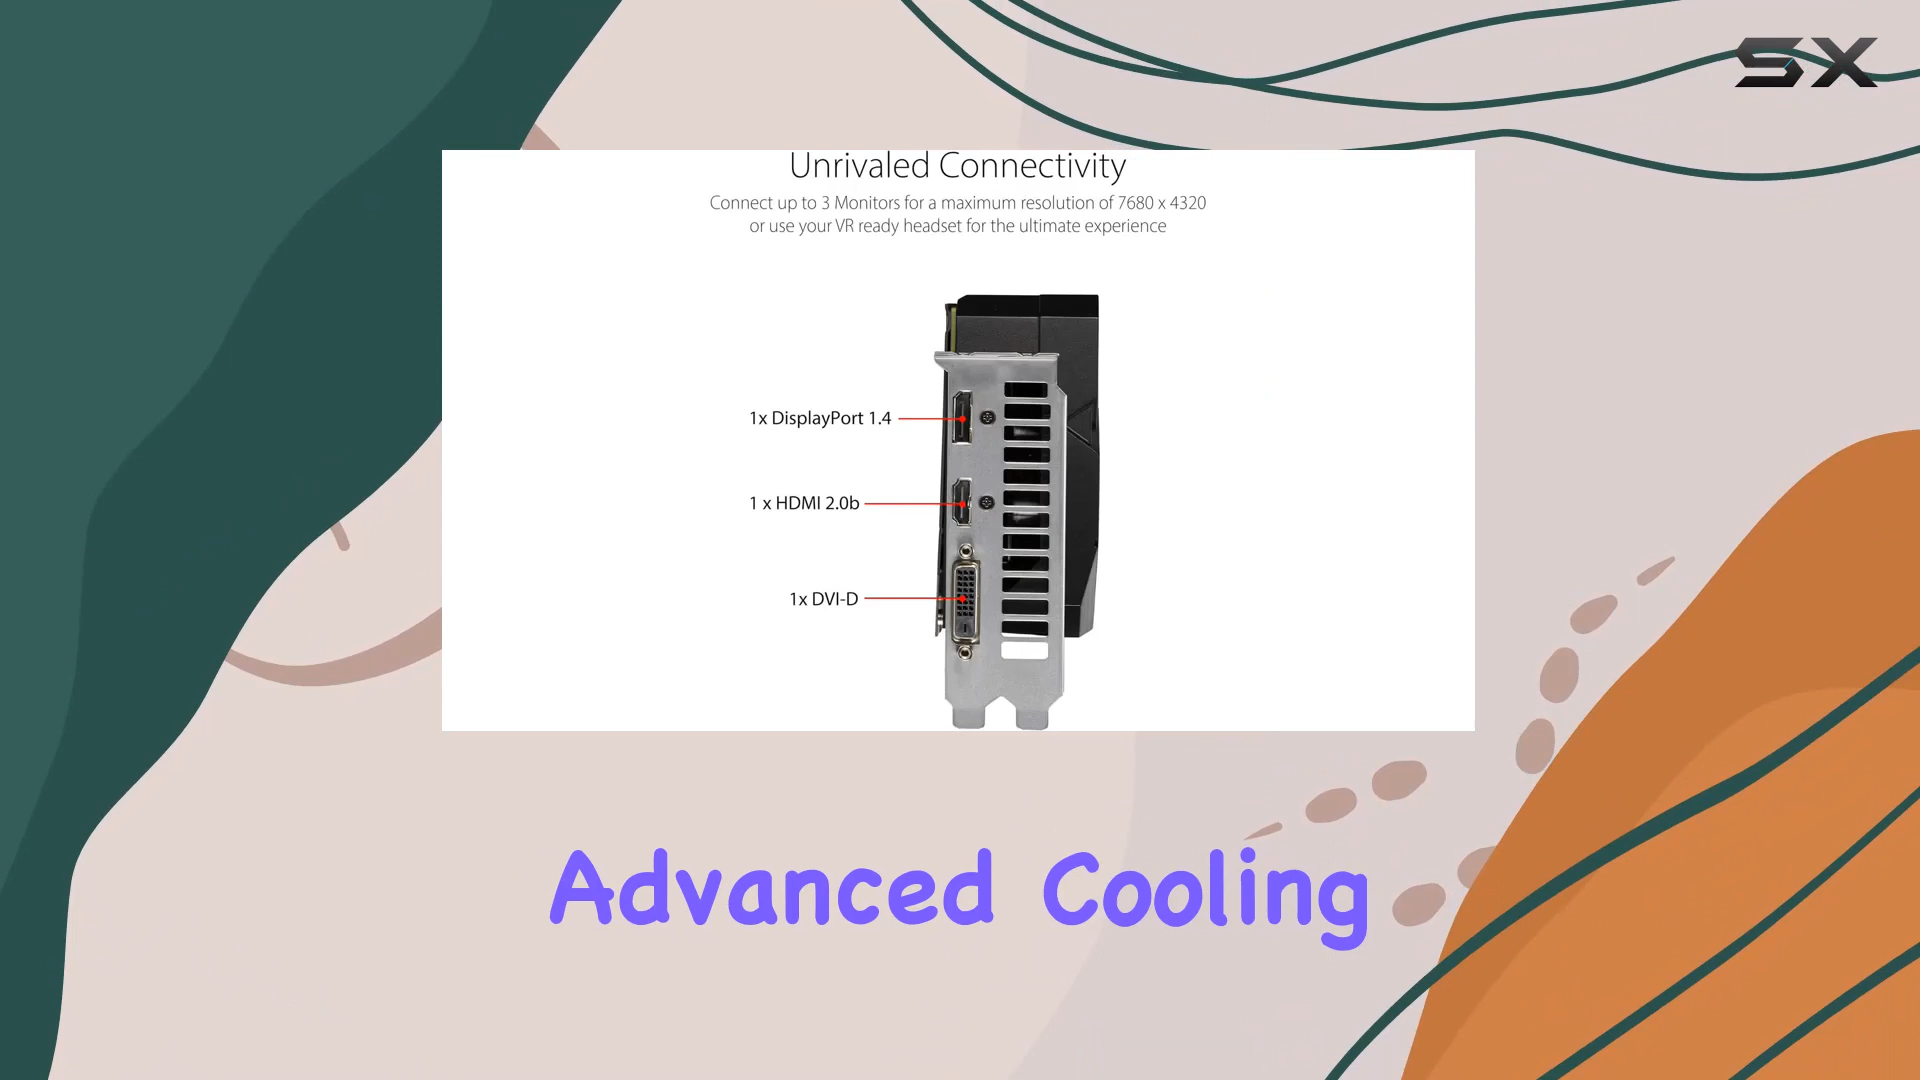 SX
Unrivaled Connectivity
Connect up to 3 Monitors for a maximum resolution of 7680 x 4320
or use your VR ready headset for the ultimate experience
1x DisplayPort 1.4
1 x HDMI 2.0b
1x DVI-D
Advanced Cooling